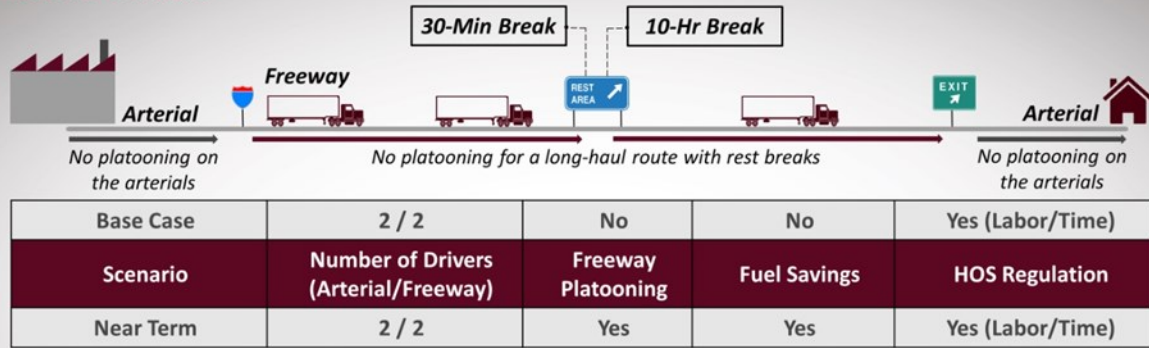 30-Min Break
10-Hr Break
Freeway
REST
AREA
EXIT
Arterial
Arterial
No platooning on
the arterials
No platooning for a long-haul route with rest breaks
No platooning on
the arterials
Base Case 2 / 2 No No Yes (Labor/Time)
Scenario Number of Drivers (Arterial/Freeway) Freeway Platooning Fuel Savings HOS Regulation
Near Term 2 / 2 Yes Yes Yes (Labor/Time)